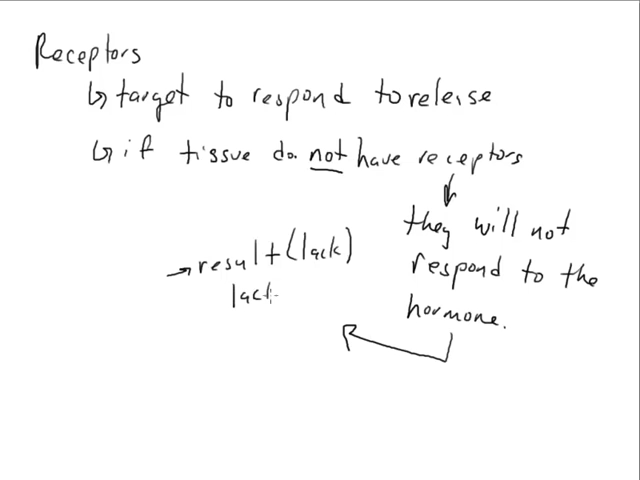 Receptors
↳ target to respond to release
↳ if tissue do not have receptors
they will not
respond to the
hormone.
→ result (lack)
lact